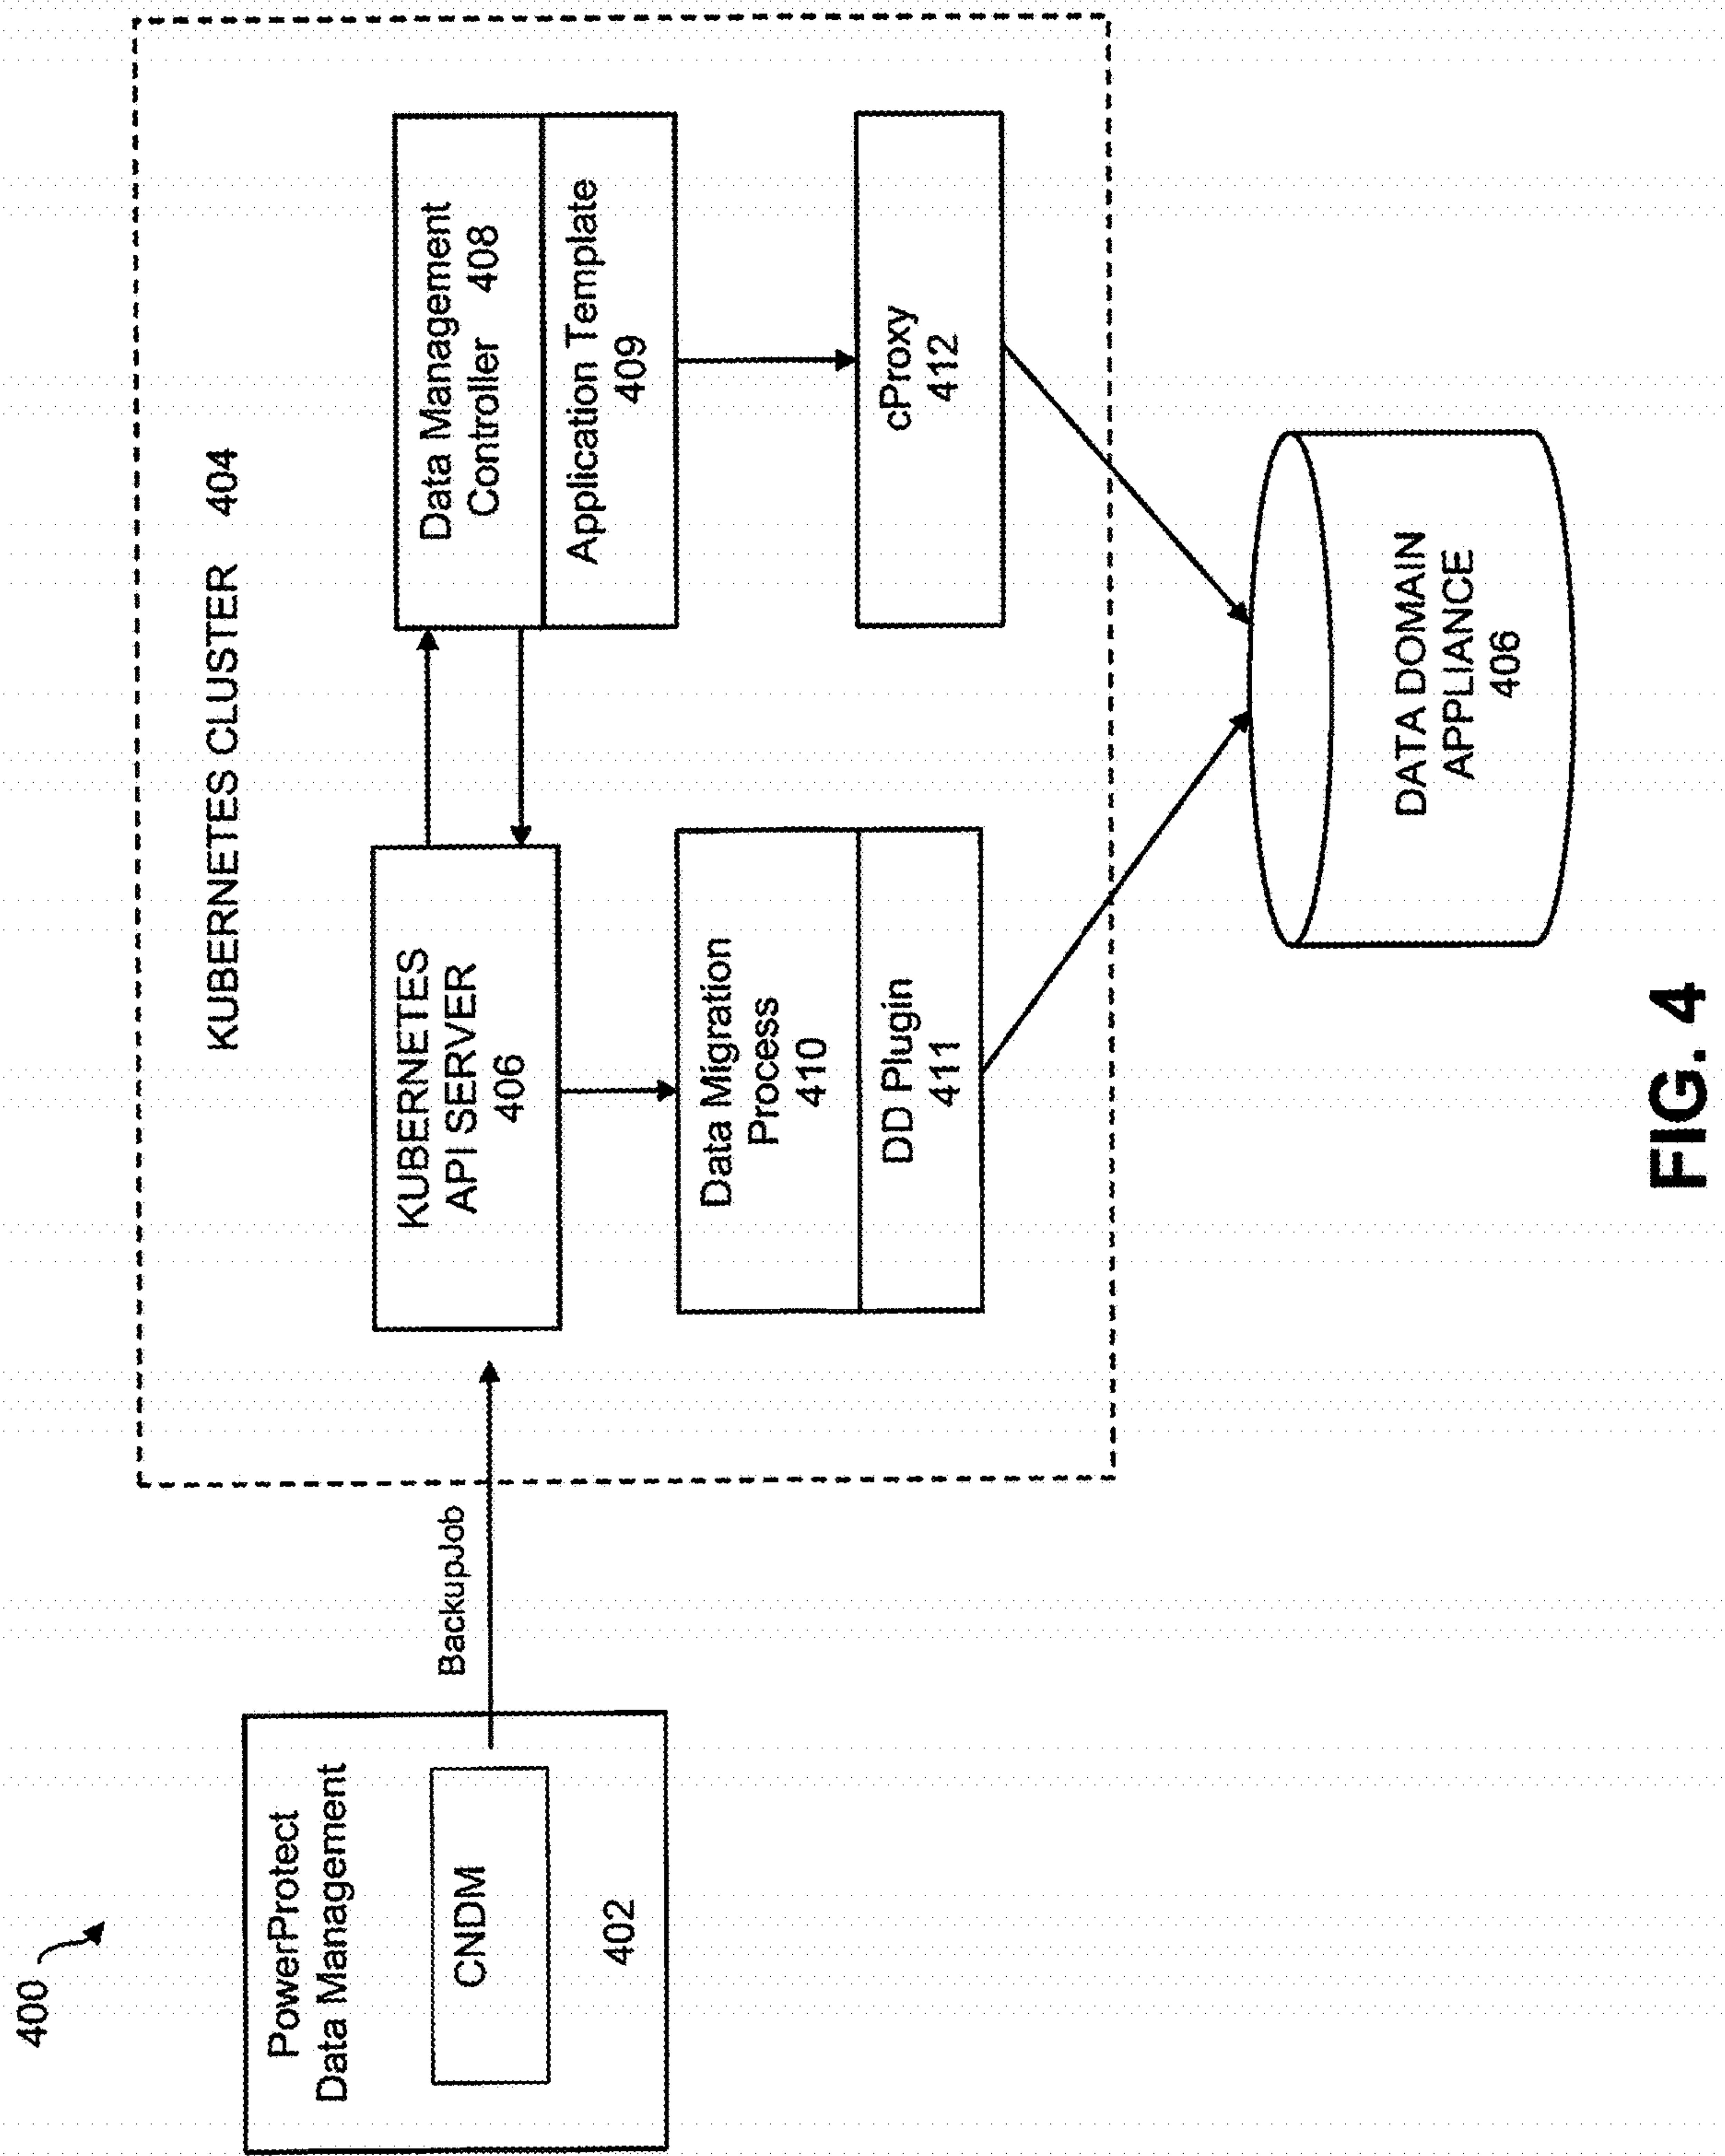 400
PowerProtect
Data Management
CNDM
402
BackupJob
KUBERNETES CLUSTER 404
KUBERNETES
API SERVER
406
Data Management
Controller 408
Application Template
409
Data Migration
Process
410
DD Plugin
411
cProxy
412
DATA DOMAIN
APPLIANCE
406
FIG. 4